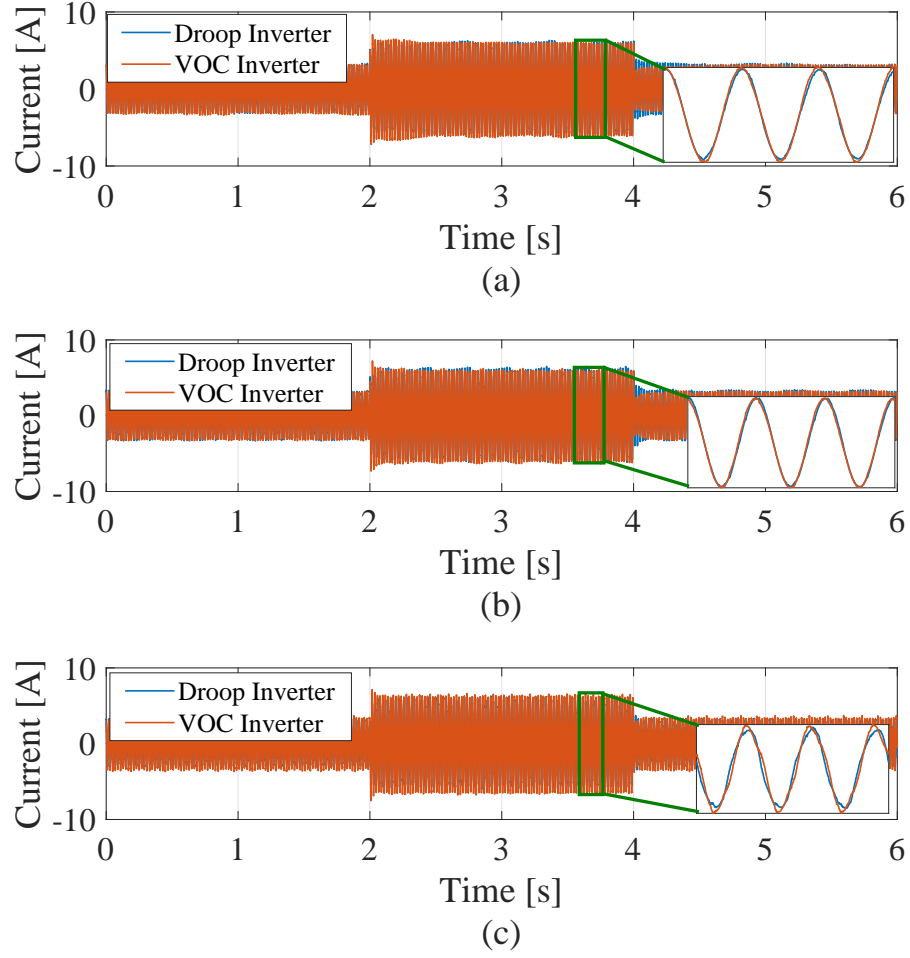 10
0
-10
Current [A]
Droop Inverter
VOC Inverter
0 1 2 3 4 5 6
Time [s]
(a)
10
0
-10
Current [A]
Droop Inverter
VOC Inverter
0 1 2 3 4 5 6
Time [s]
(b)
10
0
-10
Current [A]
Droop Inverter
VOC Inverter
0 1 2 3 4 5 6
Time [s]
(c)